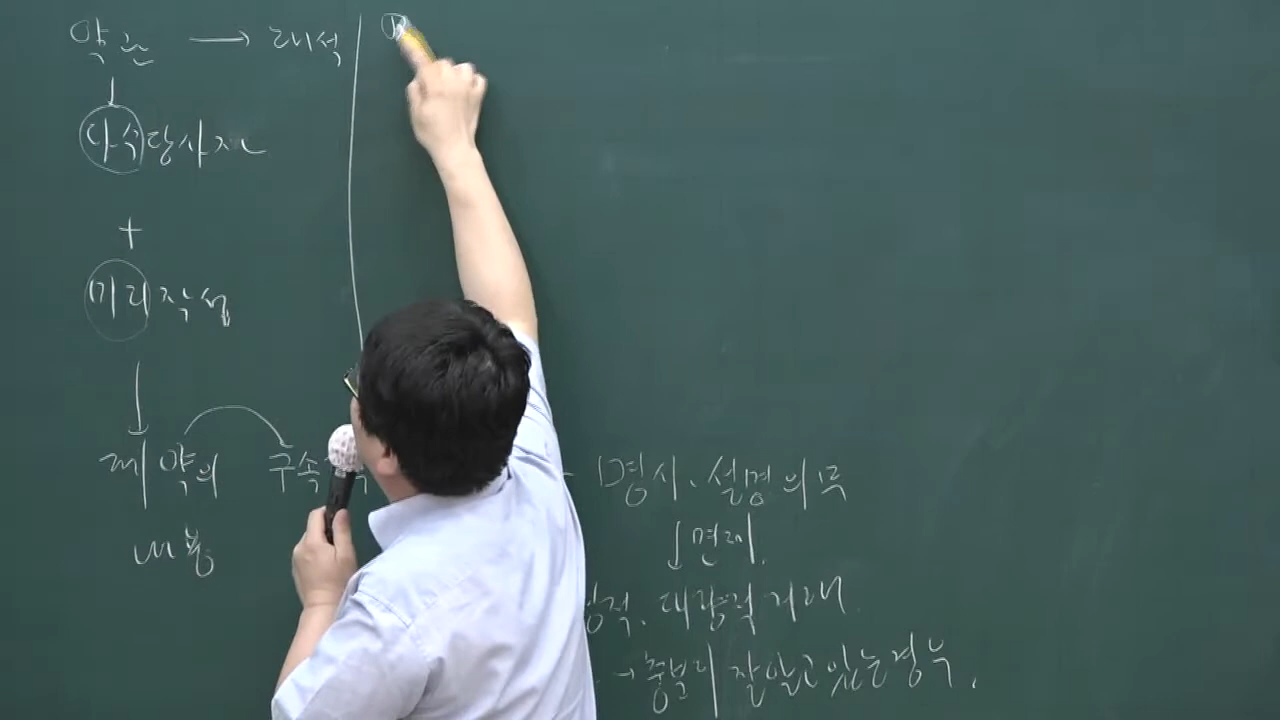 약관 → 해석
↓
다수당사자
+
미리작성
↓
계약의 구속
내용
명시、설명의무
↓면제.
적、대량적 거래
→충분히 잘 알고 있는 경우.